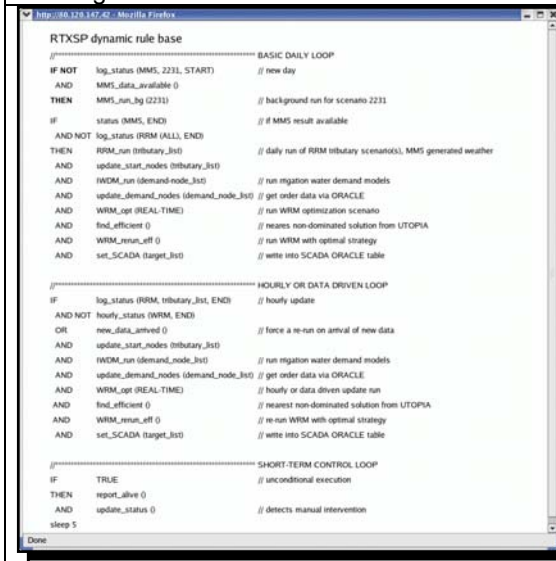 http://80.120.147.42 - Mozilla Firefox
RTXSP dynamic rule base
//************************************************************ BASIC DAILY LOOP
IF NOT log_status (MM5, 2231, START) // new day
AND MM5_data_available ()
THEN MM5_run_bg (2231) // background run for scenario 2231
IF status (MM5, END) // if MM5 result available
AND NOT log_status (RRM (ALL), END)
THEN RRM_run (tributary_list) // daily run of RRM tributary scenario(s), MM5 generated weather
AND update_start_nodes (tributary_list)
AND IWDM_run (demand-node_list) // run rrigation water demand models
AND update_demand_nodes (demand_node_list) // get order data via ORACLE
AND WRM_opt (REAL-TIME) // run WRM optimization scenario
AND find_efficient () // neares non-dominated solution from UTOPIA
AND WRM_rerun_eff () // run WRM with optimal strategy
AND set_SCADA (target_list) // write into SCADA ORACLE table
//************************************************************ HOURLY OR DATA DRIVEN LOOP
IF log_status (RRM, tributary_list, END) // hourly update
AND NOT hourly_status (WRM, END)
OR new_data_arrived () // force a re-run on arrival of new data
AND update_start_nodes (tributary_list)
AND IWDM_run (demand_node_list) // run rrigation water demand models
AND update_demand_nodes (demand_node_list) // get order data via ORACLE
AND WRM_opt (REAL-TIME) // hourly or data driven update run
AND find_efficient () // nearest non-dominated solution from UTOPIA
AND WRM_rerun_eff () // re-run WRM with optimal strategy
AND set_SCADA (target_list) // write into SCADA ORACLE table
//************************************************************ SHORT-TERM CONTROL LOOP
IF TRUE // unconditional execution
THEN report_alive ()
AND update_status () // detects manual intervention
sleep 5
Done